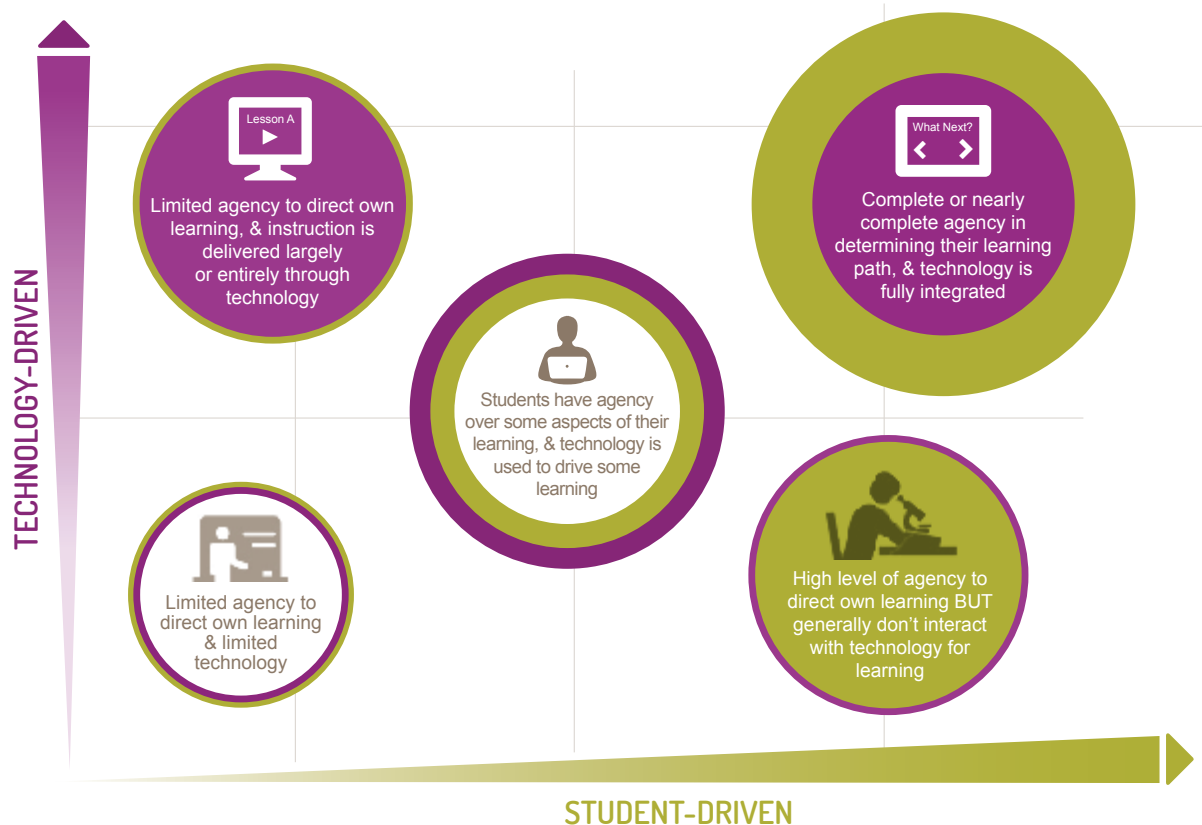 TECHNOLOGY-DRIVEN
Lesson A
Limited agency to direct own
learning, & instruction is
delivered largely
or entirely through
technology
What Next?
Complete or nearly
complete agency in
determining their learning
path, & technology is
fully integrated
Students have agency
over some aspects of their
learning, & technology is
used to drive some
learning
Limited agency to
direct own learning
& limited
technology
High level of agency to
direct own learning BUT
generally don’t interact
with technology for
learning
STUDENT-DRIVEN